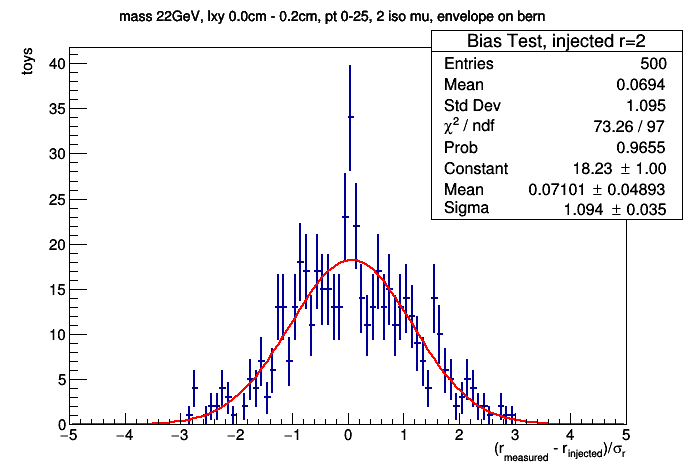 mass 22GeV, lxy 0.0cm - 0.2cm, pt 0-25, 2 iso mu, envelope on bern
Bias Test, injected r=2
Entries 500
Mean 0.0694
Std Dev 1.095
χ² / ndf 73.26 / 97
Prob 0.9655
Constant 18.23 ± 1.00
Mean 0.07101 ± 0.04893
Sigma 1.094 ± 0.035
toys
40
35
30
25
20
15
10
5
0
−5 −4 −3 −2 −1 0 1 2 3 4 5
(r_measured - r_injected)/σ_r